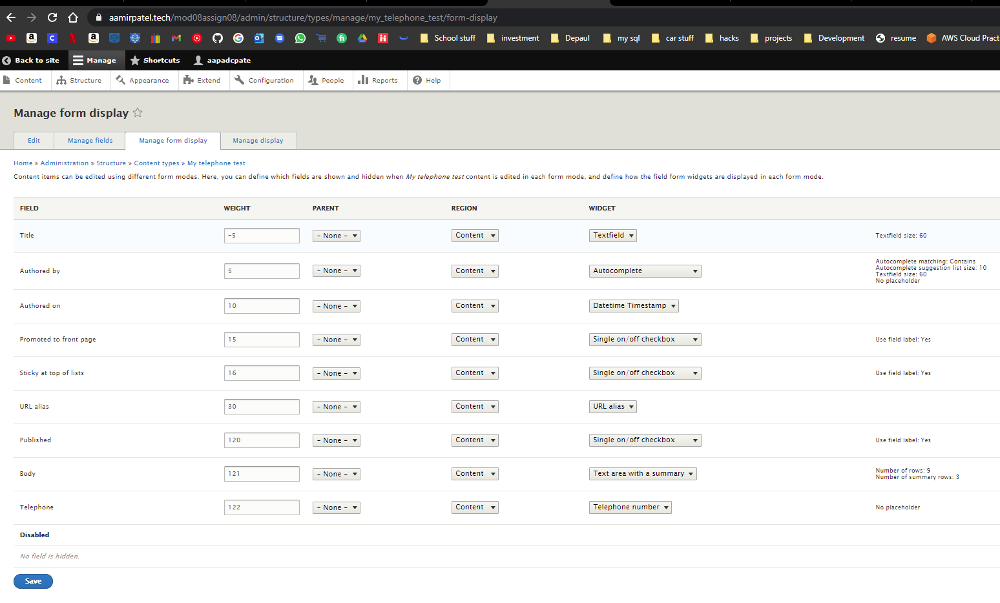 aamirpatel.tech/mod08assign08/admin/structure/types/manage/my_telephone_test/form-display
School stuff investment Depaul my sql car stuff hacks projects Development resume AWS Cloud Pract
Back to site Manage Shortcuts aapadcpate
Content Structure Appearance Extend Configuration People Reports Help
Manage form display
Edit Manage fields Manage form display Manage display
Home » Administration » Structure » Content types » My telephone test
Content items can be edited using different form modes. Here, you can define which fields are shown and hidden when My telephone test content is edited in each form mode, and define how the field form widgets are displayed in each form mode.
FIELD WEIGHT PARENT REGION WIDGET
Title -5 - None - Content Textfield Textfield size: 60
Authored by 5 - None - Content Autocomplete
Autocomplete matching: Contains
Autocomplete suggestion list size: 10
Textfield size: 60
No placeholder
Authored on 10 - None - Content Datetime Timestamp
Promoted to front page 15 - None - Content Single on/off checkbox Use field label: Yes
Sticky at top of lists 16 - None - Content Single on/off checkbox Use field label: Yes
URL alias 30 - None - Content URL alias
Published 120 - None - Content Single on/off checkbox Use field label: Yes
Body 121 - None - Content Text area with a summary
Number of rows: 9
Number of summary rows: 3
Telephone 122 - None - Content Telephone number No placeholder
Disabled
No field is hidden.
Save